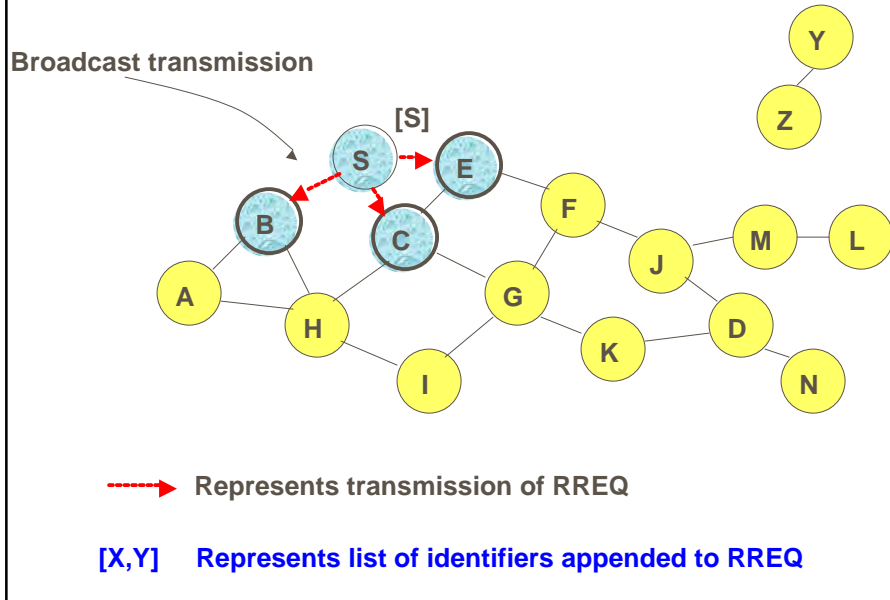 Y
Broadcast transmission
Z
[S]
S
E
B
F
C
M
L
J
A
G
H
D
K
I
N
Represents transmission of RREQ
[X,Y] Represents list of identifiers appended to RREQ